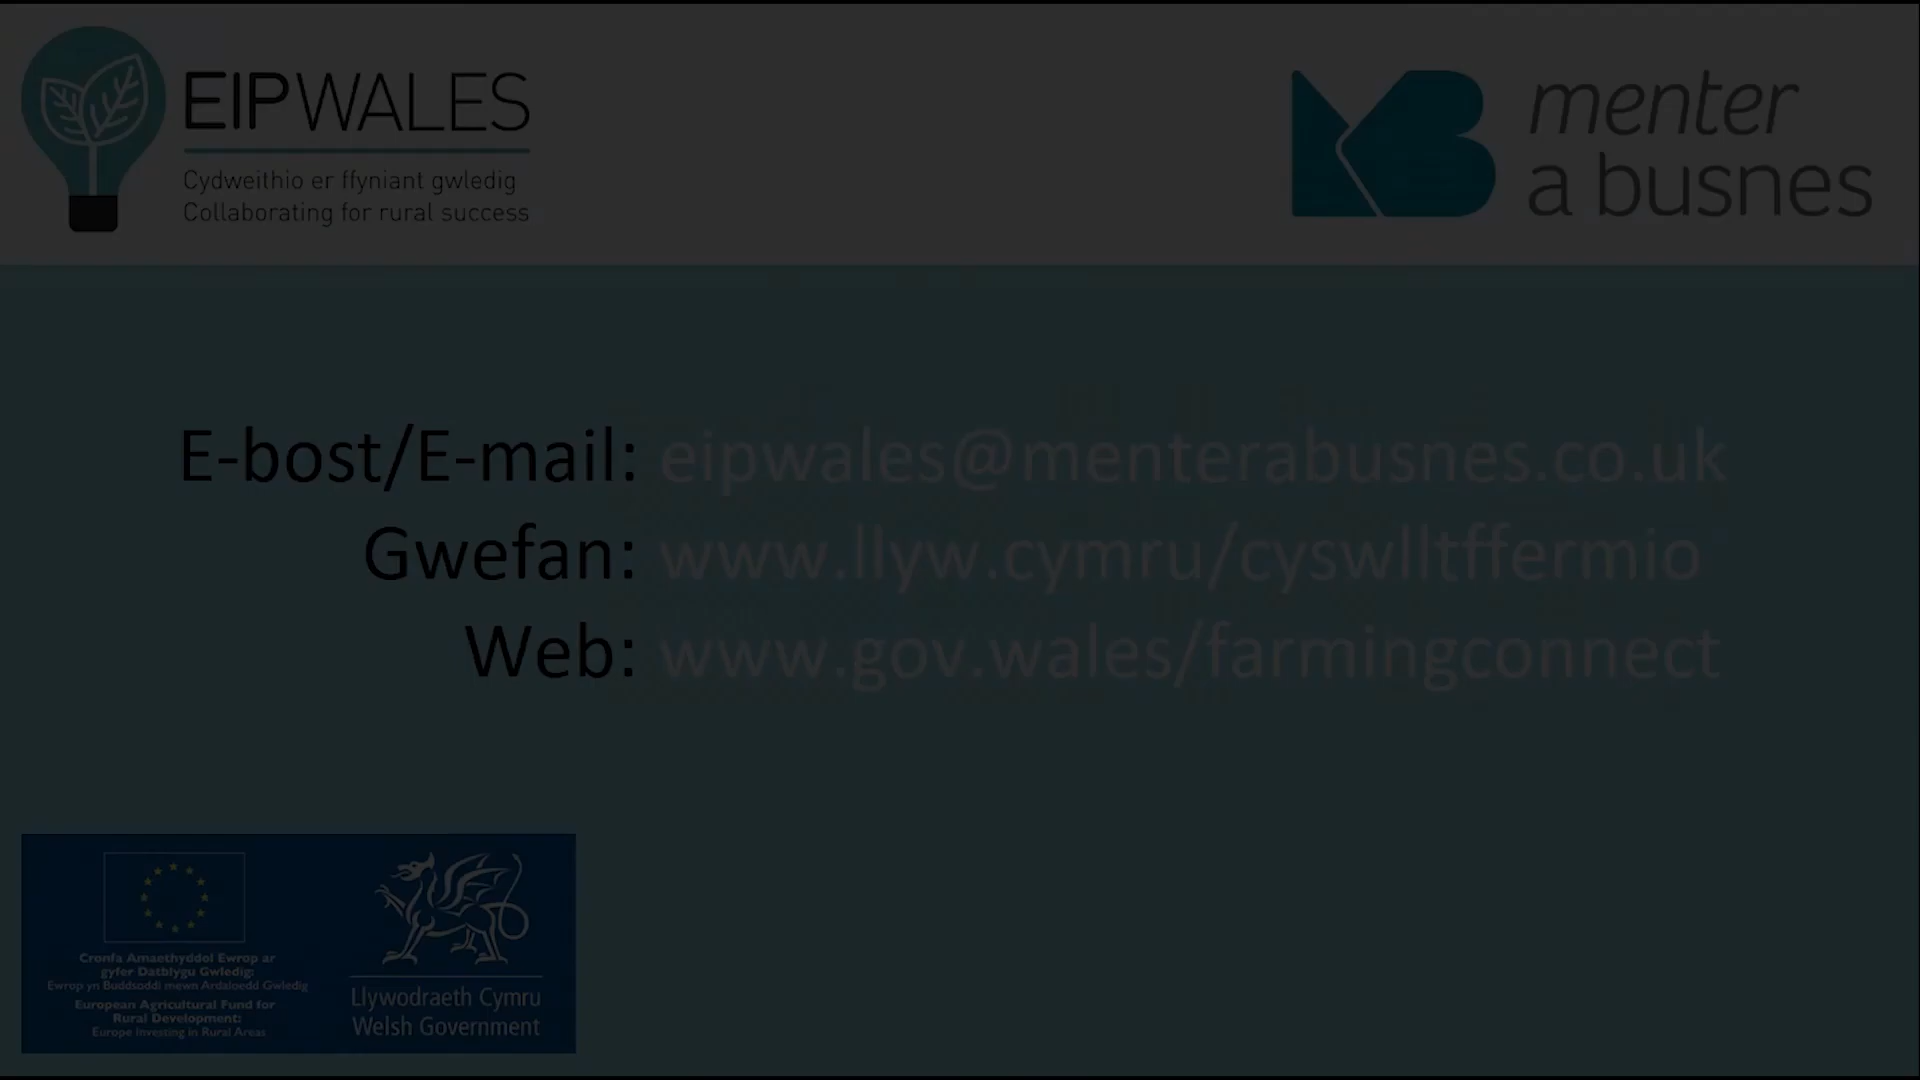 EIPWALES
Cydweithio er ffyniant gwledig
Collaborating for rural success
menter
a busnes
E-bost/E-mail: eipwales@menterabusnes.co.uk
Gwefan: www.llyw.cymru/cyswlltffermio
Web: www.gov.wales/farmingconnect
Cronfa Amaethyddol Ewrop ar
gyfer Datblygu Gwledig:
Ewrop yn Buddsoddi mewn Ardaloedd Gwledig
European Agricultural Fund for
Rural Development:
Europe Investing in Rural Areas
Llywodraeth Cymru
Welsh Government